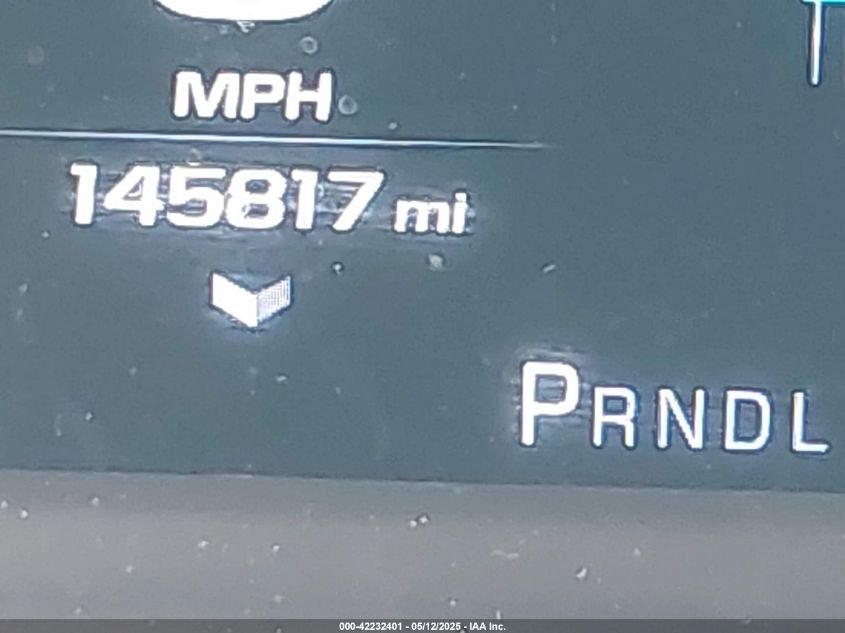 MPH
145817 mi
PRNDL
000-42232401 - 05/12/2025 - IAA Inc.